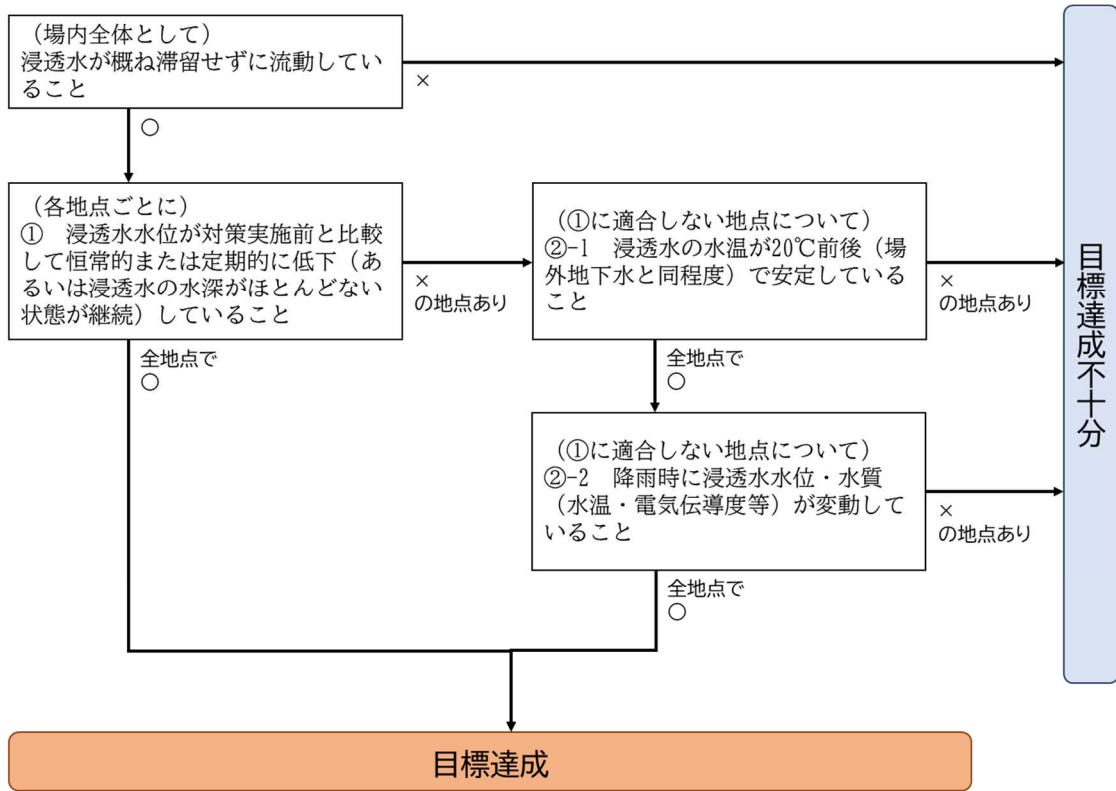 （場内全体として）
浸透水が概ね滞留せずに流動してい
ること
×
○
（各地点ごとに）
①　浸透水水位が対策実施前と比較
して恒常的または定期的に低下（あ
るいは浸透水の水深がほとんどない
状態が継続）していること
×
の地点あり
全地点で
○
（①に適合しない地点について）
②-1　浸透水の水温が20℃前後（場
外地下水と同程度）で安定している
こと
×
の地点あり
全地点で
○
（①に適合しない地点について）
②-2　降雨時に浸透水水位・水質
（水温・電気伝導度等）が変動して
いること
×
の地点あり
全地点で
○
目標達成不十分
目標達成